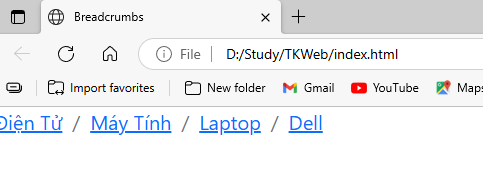 Breadcrumbs
File D:/Study/TKWeb/index.html
Import favorites New folder Gmail YouTube Maps
Điện Tử / Máy Tính / Laptop / Dell